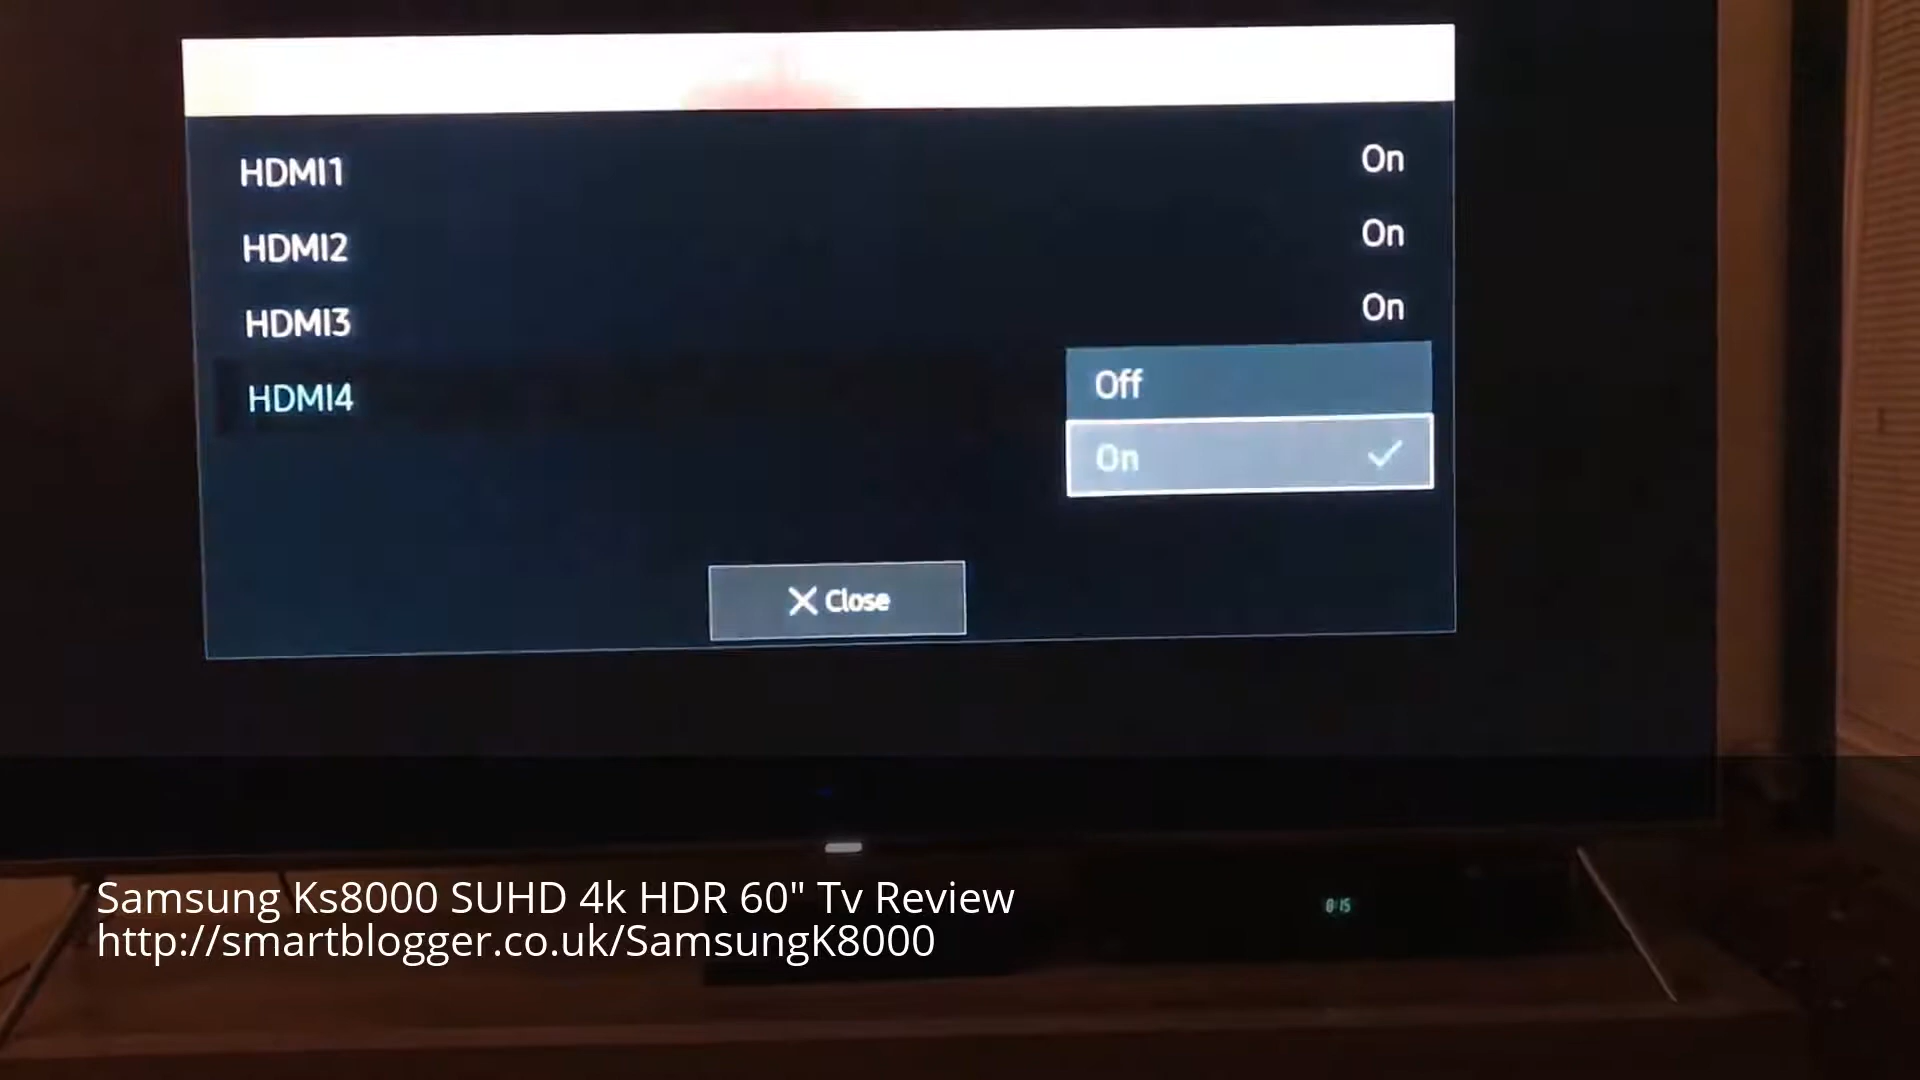 HDMI1 On
HDMI2 On
HDMI3 On
HDMI4 Off
On
Close
Samsung Ks8000 SUHD 4k HDR 60" Tv Review
http://smartblogger.co.uk/SamsungK8000